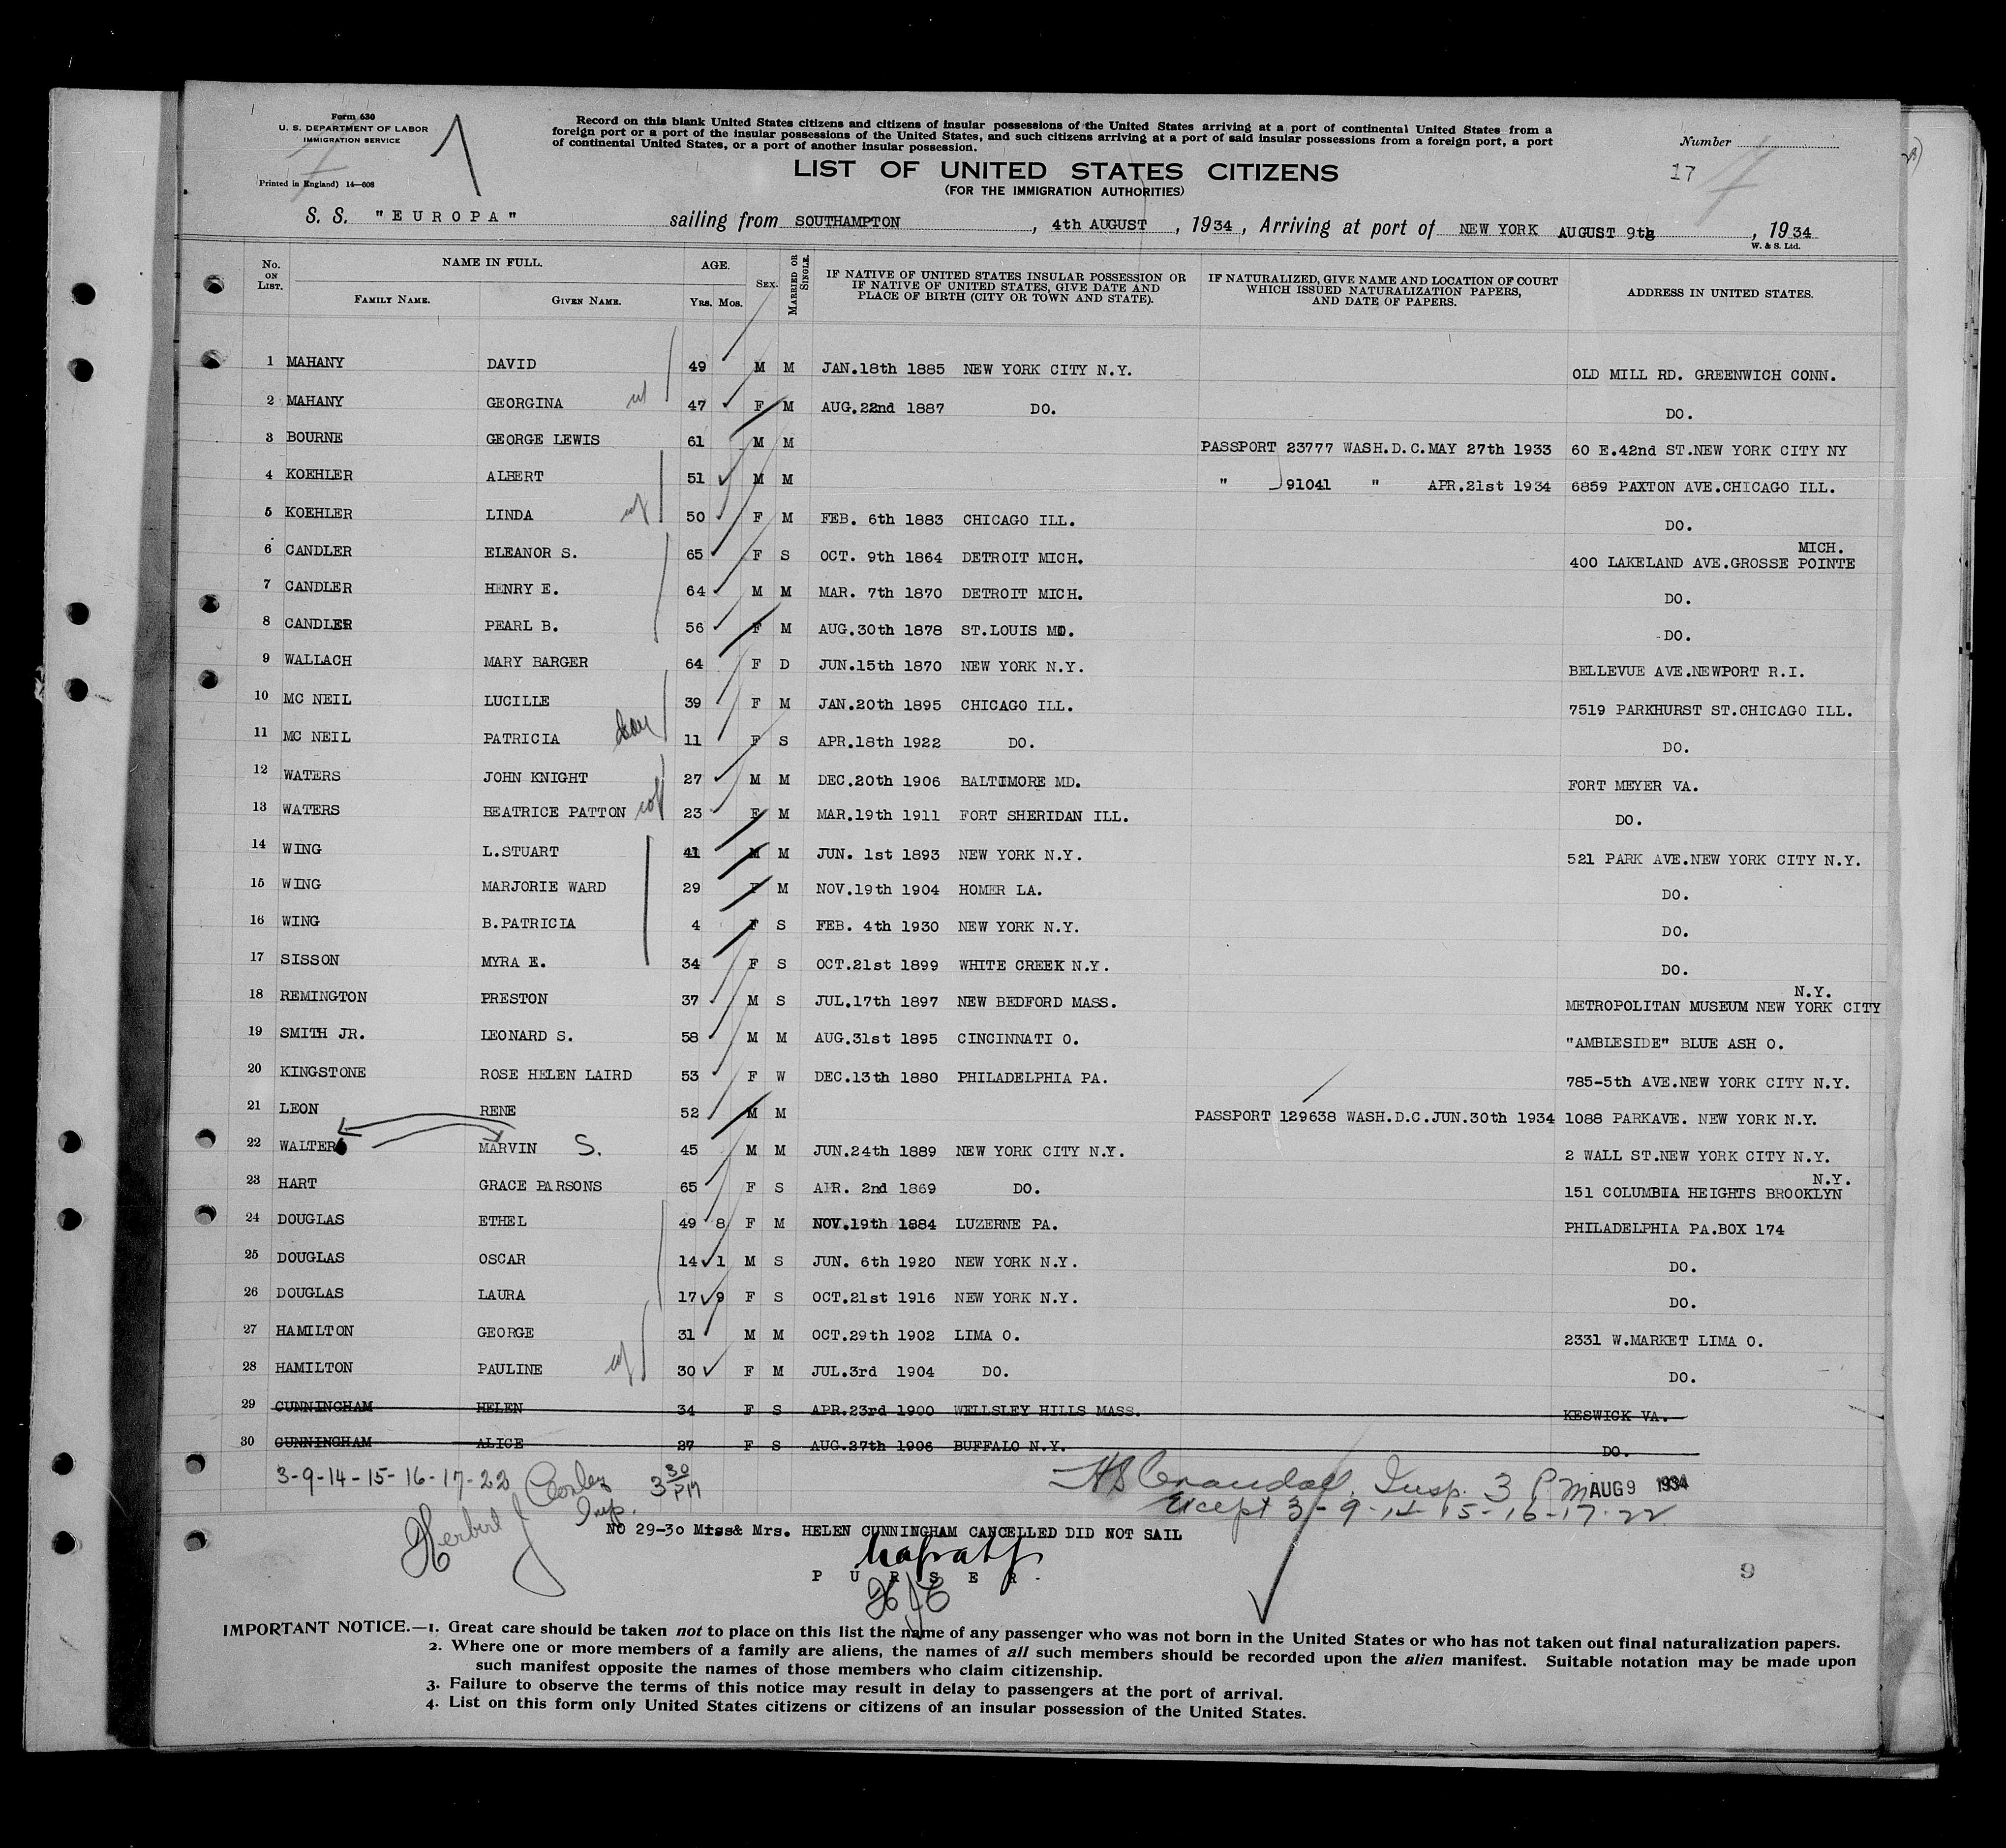 Form 630
U. S. DEPARTMENT OF LABOR
IMMIGRATION SERVICE
Printed in England) 14—608
Record on this blank United States citizens and citizens of insular possessions of the United States arriving at a port of continental United States from a
foreign port or a port of the insular possessions of the United States, and such citizens arriving at a port of said insular possessions from a foreign port, a port
of continental United States, or a port of another insular possession.
Number
17
LIST OF UNITED STATES CITIZENS
(FOR THE IMMIGRATION AUTHORITIES)
S. S. "EUROPA" sailing from SOUTHAMPTON, 4th AUGUST, 1934, Arriving at port of NEW YORK AUGUST 9th, 1934
W. & S. Ltd.
No. ON LIST. NAME IN FULL. FAMILY NAME. GIVEN NAME. AGE. YRS. MOS. SEX. MARRIED OR SINGLE. IF NATIVE OF UNITED STATES INSULAR POSSESSION OR IF NATIVE OF UNITED STATES, GIVE DATE AND PLACE OF BIRTH (CITY OR TOWN AND STATE). IF NATURALIZED, GIVE NAME AND LOCATION OF COURT WHICH ISSUED NATURALIZATION PAPERS, AND DATE OF PAPERS. ADDRESS IN UNITED STATES.
1 MAHANY DAVID 49 M M JAN.18th 1885 NEW YORK CITY N.Y. OLD MILL RD. GREENWICH CONN.
2 MAHANY GEORGINA wf 47 F M AUG.22nd 1887 DO. DO.
3 BOURNE GEORGE LEWIS 61 M M PASSPORT 23777 WASH.D.C.MAY 27th 1933 60 E.42nd ST.NEW YORK CITY NY
4 KOEHLER ALBERT 51 M M " 91041 " APR.21st 1934 6859 PAXTON AVE.CHICAGO ILL.
5 KOEHLER LINDA wf 50 F M FEB. 6th 1883 CHICAGO ILL. DO.
6 CANDLER ELEANOR S. 65 F S OCT. 9th 1864 DETROIT MICH. 400 LAKELAND AVE.GROSSE POINTE MICH.
7 CANDLER HENRY E. 64 M M MAR. 7th 1870 DETROIT MICH. DO.
8 CANDLER PEARL B. 56 F M AUG.30th 1878 ST.LOUIS MO. DO.
9 WALLACH MARY BARGER 64 F D JUN.15th 1870 NEW YORK N.Y. BELLEVUE AVE.NEWPORT R.I.
10 MC NEIL LUCILLE 39 F M JAN.20th 1895 CHICAGO ILL. 7519 PARKHURST ST.CHICAGO ILL.
11 MC NEIL PATRICIA dau 11 F S APR.18th 1922 DO. DO.
12 WATERS JOHN KNIGHT 27 M M DEC.20th 1906 BALTIMORE MD. FORT MEYER VA.
13 WATERS BEATRICE PATTON wf 23 F M MAR.19th 1911 FORT SHERIDAN ILL. DO.
14 WING L.STUART 41 M M JUN. 1st 1893 NEW YORK N.Y. 521 PARK AVE.NEW YORK CITY N.Y.
15 WING MARJORIE WARD 29 F M NOV.19th 1904 HOMER LA. DO.
16 WING B.PATRICIA 4 F S FEB. 4th 1930 NEW YORK N.Y. DO.
17 SISSON MYRA E. 34 F S OCT.21st 1899 WHITE CREEK N.Y. DO.
18 REMINGTON PRESTON 37 M S JUL.17th 1897 NEW BEDFORD MASS. METROPOLITAN MUSEUM NEW YORK CITY N.Y.
19 SMITH JR. LEONARD S. 58 M M AUG.31st 1895 CINCINNATI O. "AMBLESIDE" BLUE ASH O.
20 KINGSTONE ROSE HELEN LAIRD 53 F W DEC.13th 1880 PHILADELPHIA PA. 785-5th AVE.NEW YORK CITY N.Y.
21 LEON RENE 52 M M PASSPORT 129638 WASH.D.C.JUN.30th 1934 1088 PARKAVE. NEW YORK N.Y.
22 WALTER MARVIN S. 45 M M JUN.24th 1889 NEW YORK CITY N.Y. 2 WALL ST.NEW YORK CITY N.Y.
23 HART GRACE PARSONS 65 F S APR. 2nd 1869 DO. 151 COLUMBIA HEIGHTS BROOKLYN N.Y.
24 DOUGLAS ETHEL 49 8 F M NOV.19th 1884 LUZERNE PA. PHILADELPHIA PA.BOX 174
25 DOUGLAS OSCAR 14 1 M S JUN. 6th 1920 NEW YORK N.Y. DO.
26 DOUGLAS LAURA 17 9 F S OCT.21st 1916 NEW YORK N.Y. DO.
27 HAMILTON GEORGE 31 M M OCT.29th 1902 LIMA O. 2331 W.MARKET LIMA O.
28 HAMILTON PAULINE wf 30 F M JUL.3rd 1904 DO. DO.
29 CUNNINGHAM HELEN 34 F S APR.23rd 1900 WELLSLEY HILLS MASS. KESWICK VA.
30 CUNNINGHAM ALICE 27 F S AUG.27th 1906 BUFFALO N.Y. DO.
3-9-14-15-16-17-22 3 30 PM
Herbert J Insp.
H S Crandall, Insp. 3 Pm AUG 9 1934
Except 3-9-14-15-16-17-22
NO 29-30 Miss& Mrs. HELEN CUNNINGHAM CANCELLED DID NOT SAIL
PURSER.
9
IMPORTANT NOTICE.—1. Great care should be taken not to place on this list the name of any passenger who was not born in the United States or who has not taken out final naturalization papers.
2. Where one or more members of a family are aliens, the names of all such members should be recorded upon the alien manifest. Suitable notation may be made upon
such manifest opposite the names of those members who claim citizenship.
3. Failure to observe the terms of this notice may result in delay to passengers at the port of arrival.
4. List on this form only United States citizens or citizens of an insular possession of the United States.